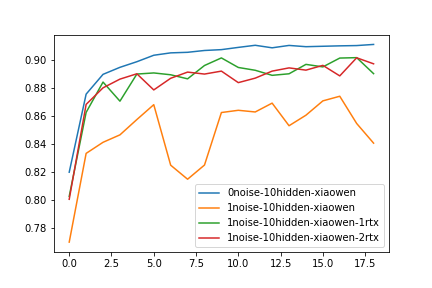 0.90
0.88
0.86
0.84
0.82
0.80
0.78
0noise-10hidden-xiaowen
1noise-10hidden-xiaowen
1noise-10hidden-xiaowen-1rtx
1noise-10hidden-xiaowen-2rtx
0.0 2.5 5.0 7.5 10.0 12.5 15.0 17.5